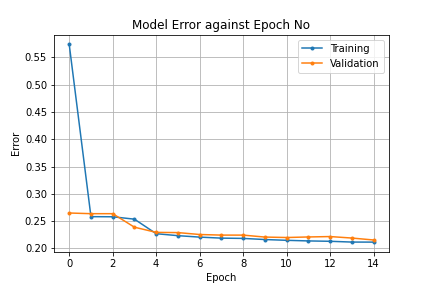 Model Error against Epoch No
Training
Validation
0.55
0.50
0.45
0.40
0.35
0.30
0.25
0.20
Error
0 2 4 6 8 10 12 14
Epoch